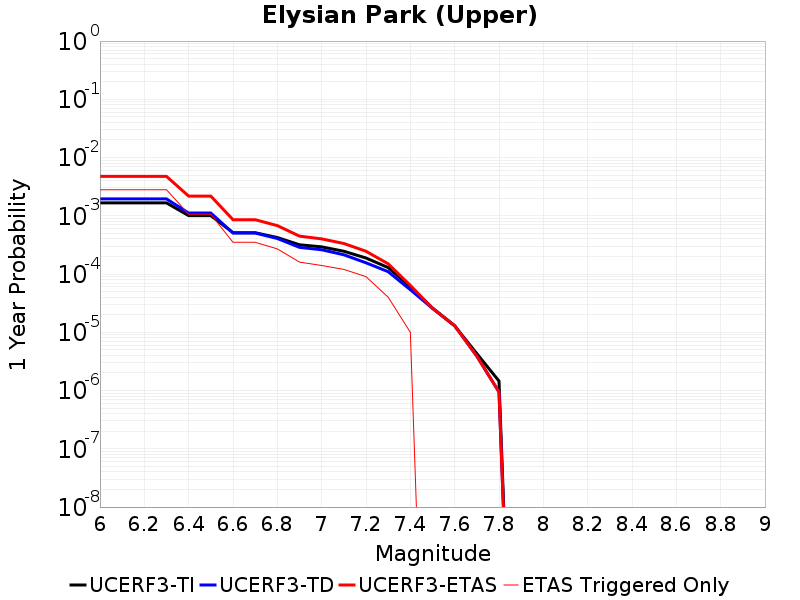 Elysian Park (Upper)
1 Year Probability
10^0
10^-1
10^-2
10^-3
10^-4
10^-5
10^-6
10^-7
10^-8
6 6.2 6.4 6.6 6.8 7 7.2 7.4 7.6 7.8 8 8.2 8.4 8.6 8.8 9
Magnitude
UCERF3-TI UCERF3-TD UCERF3-ETAS ETAS Triggered Only